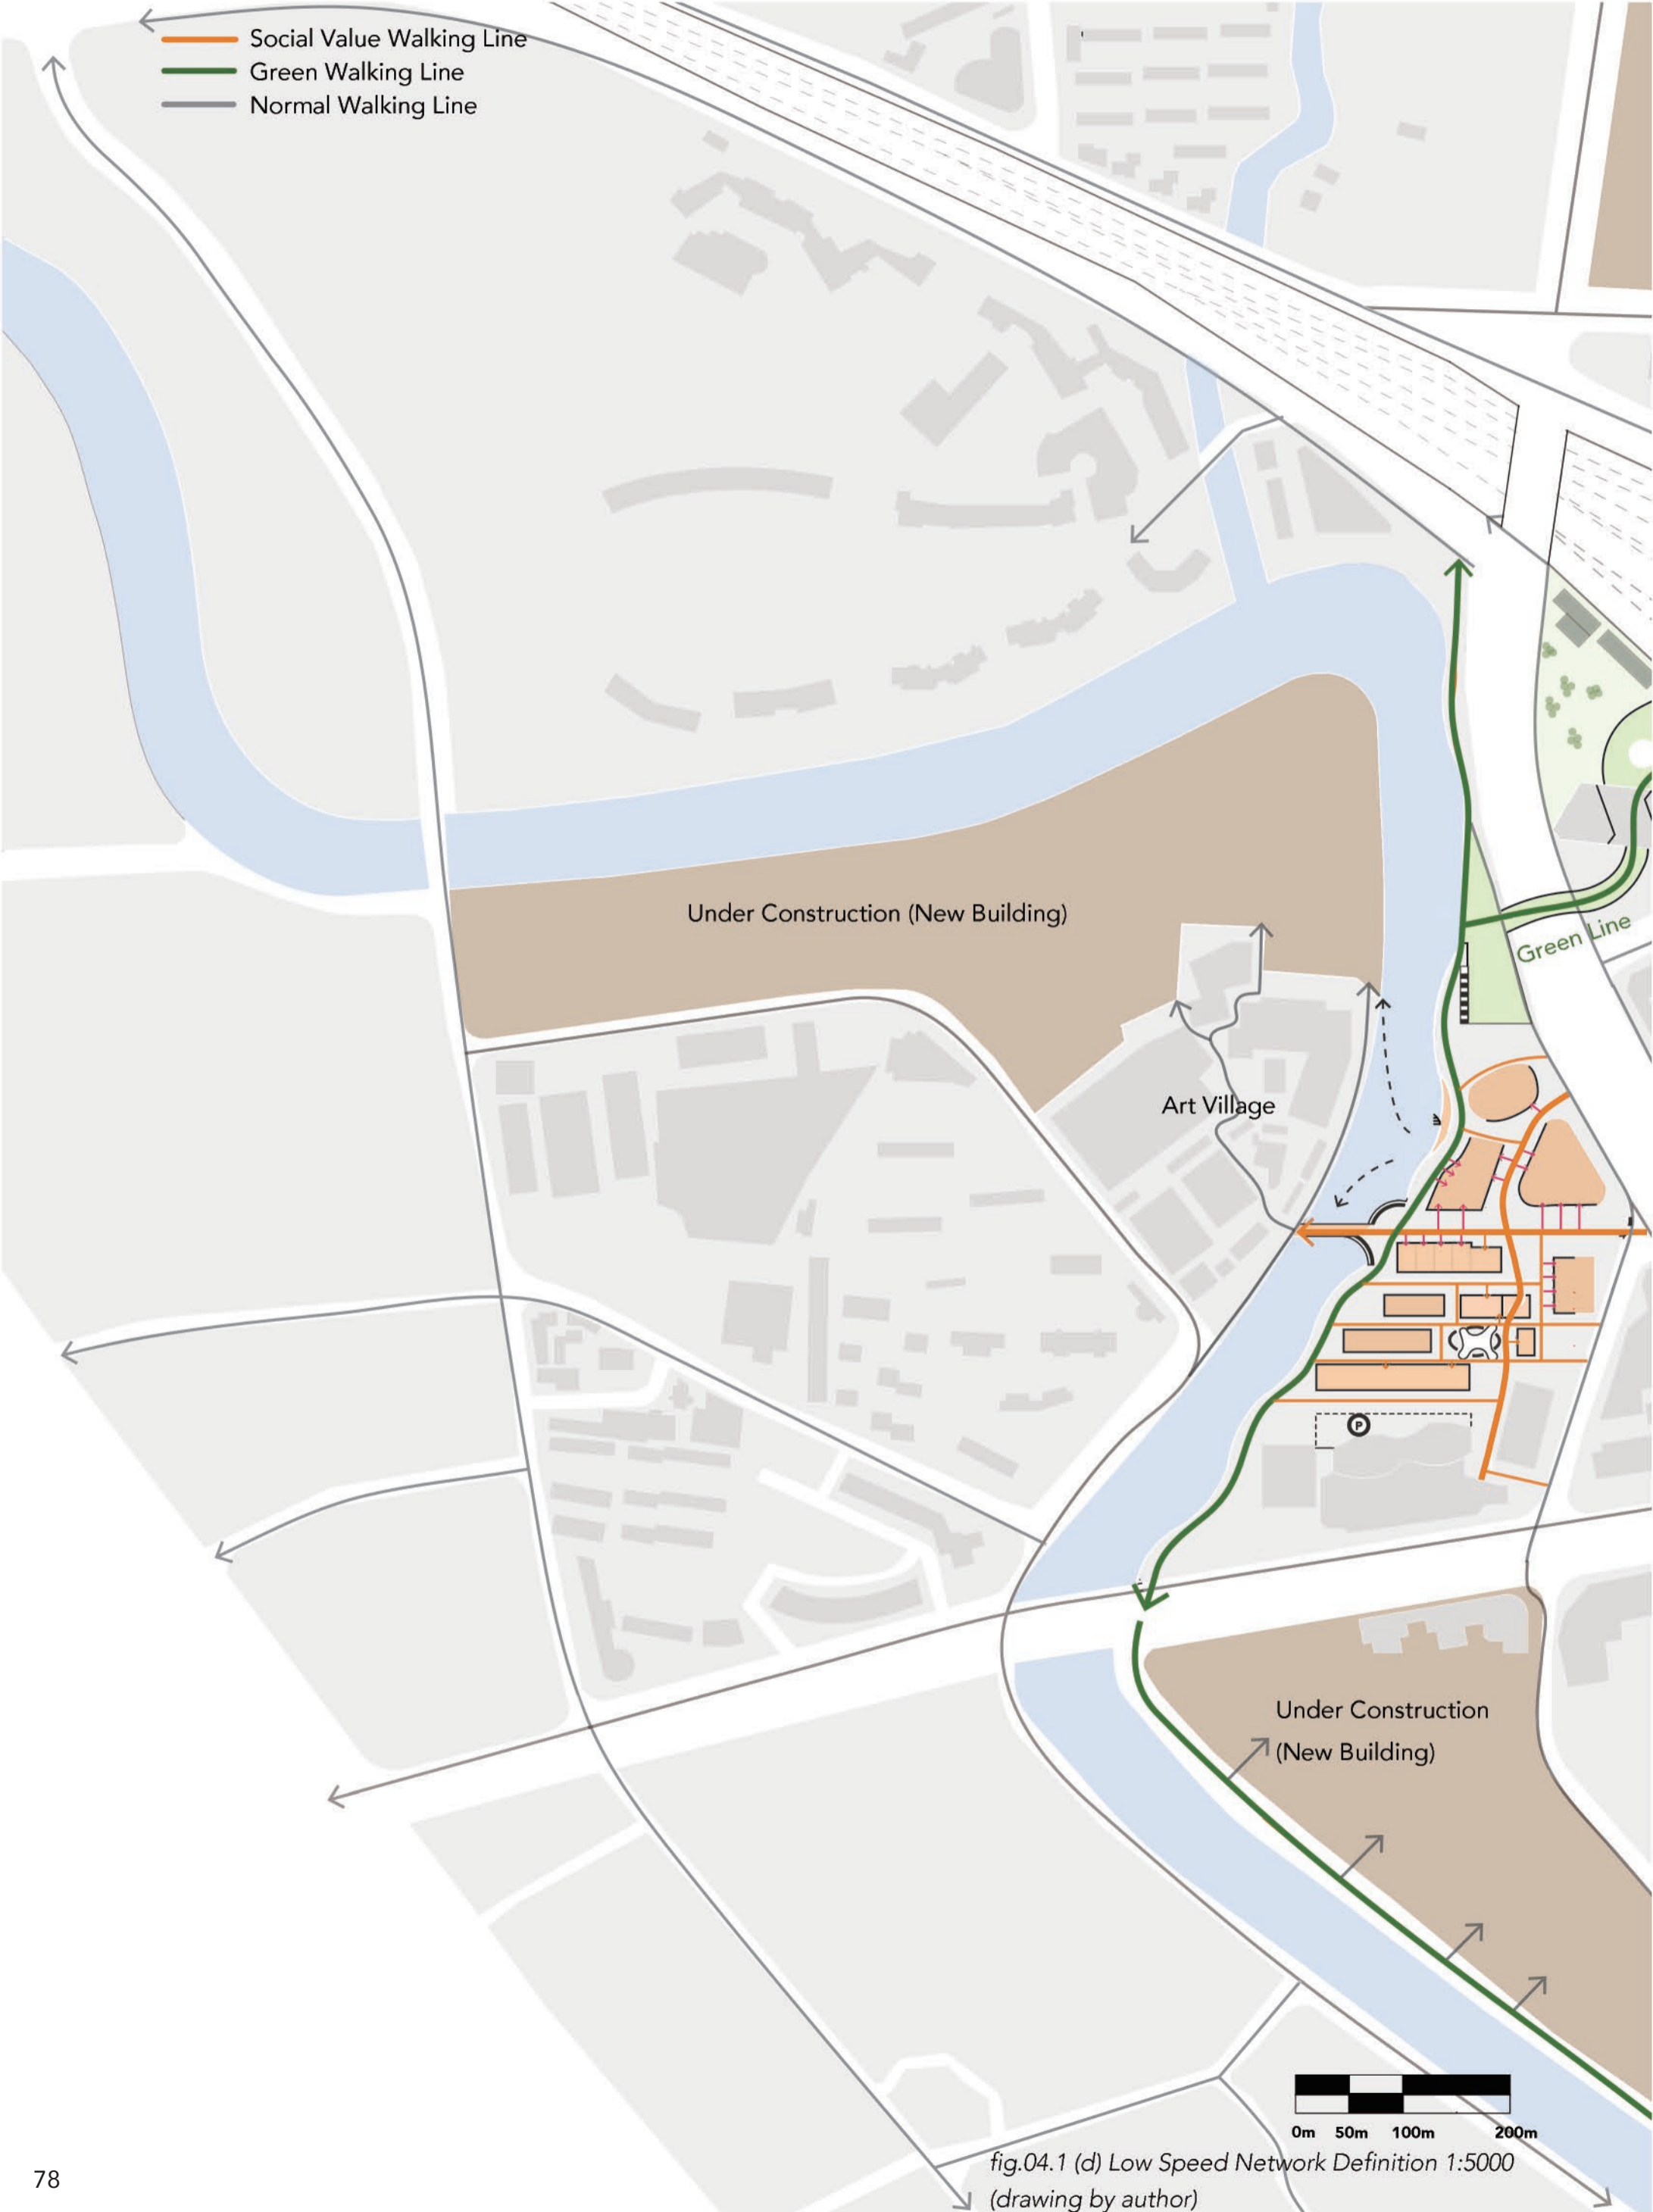 Social Value Walking Line
Green Walking Line
Normal Walking Line
Under Construction (New Building)
Green Line
Art Village
P
Under Construction
(New Building)
0m 50m 100m 200m
fig.04.1 (d) Low Speed Network Definition 1:5000
(drawing by author)
78